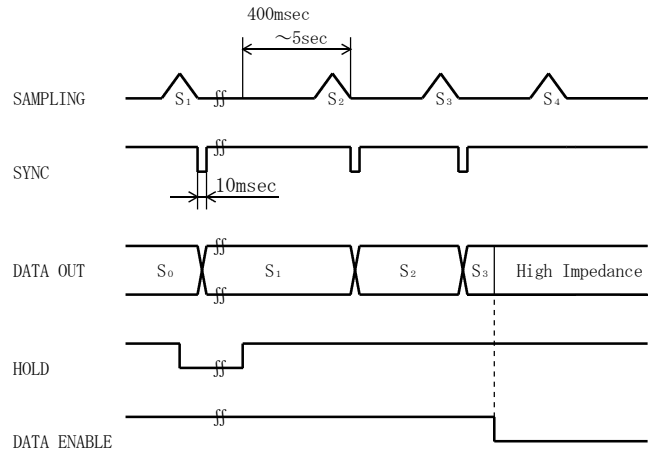 400msec
～5sec
SAMPLING S₁ S₂ S₃ S₄
SYNC
10msec
DATA OUT S₀ S₁ S₂ S₃ High Impedance
HOLD
DATA ENABLE